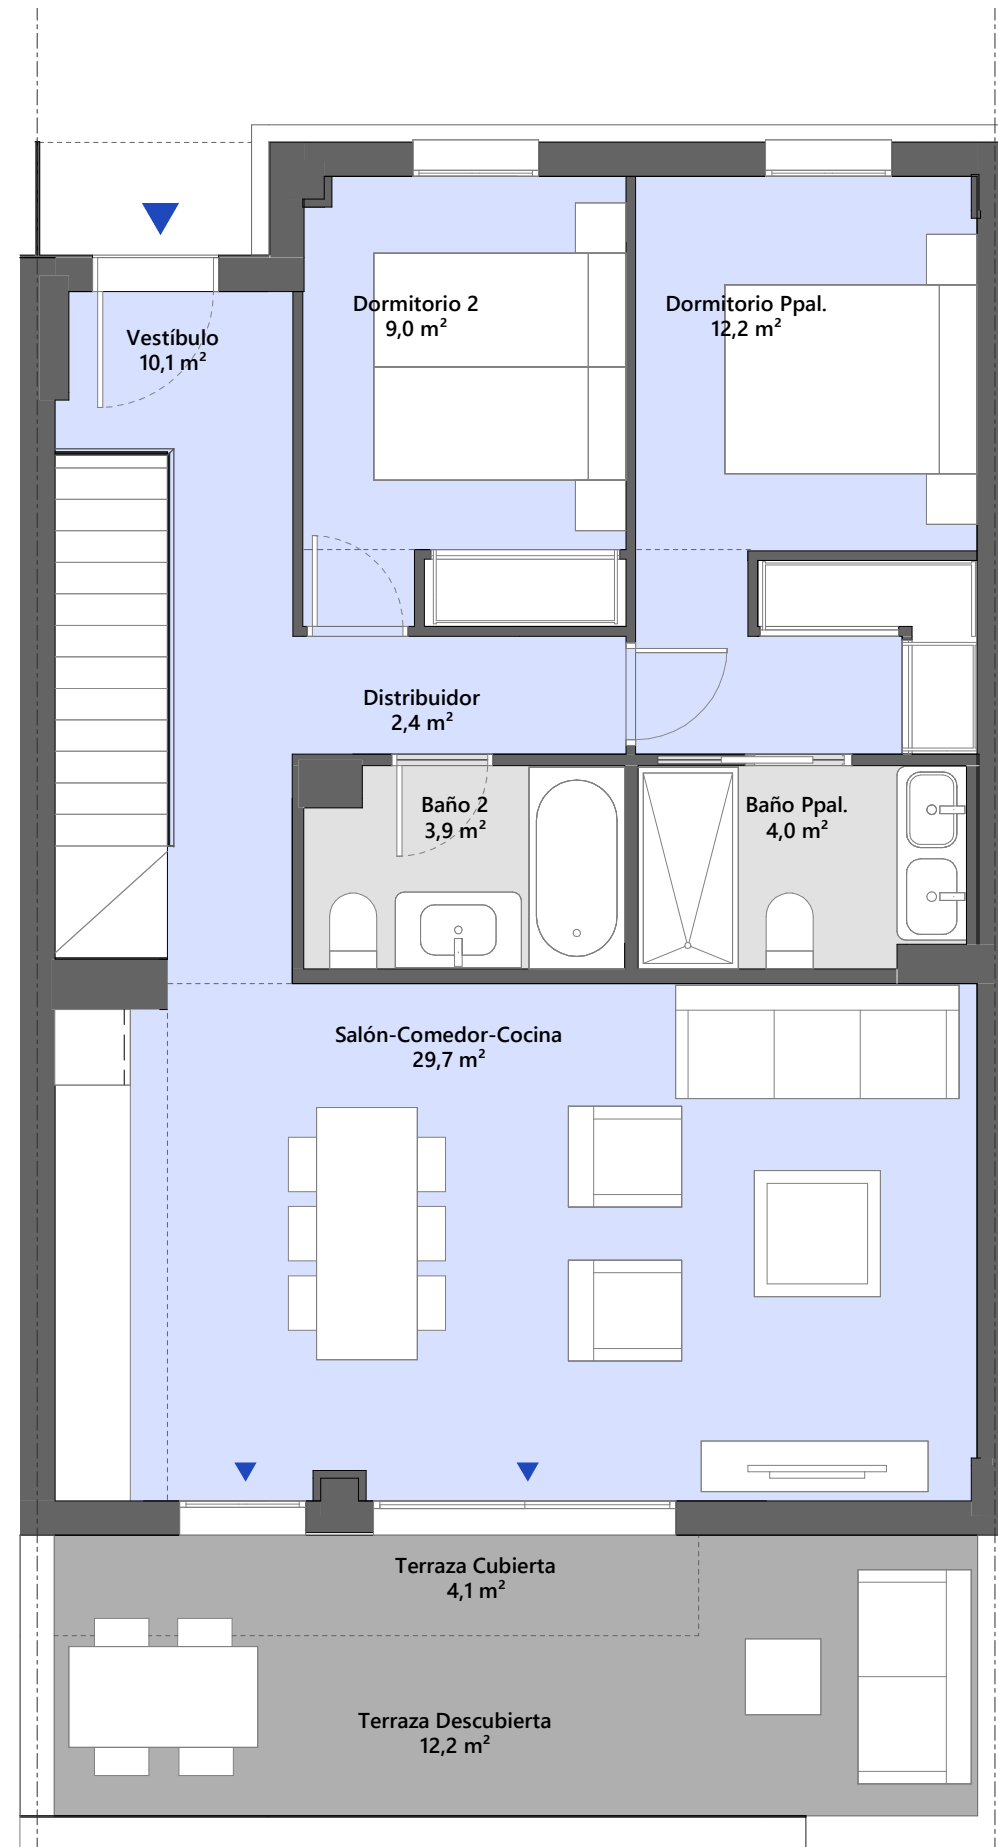 Dormitorio 2
9,0 m²
Dormitorio Ppal.
12,2 m²
Vestíbulo
10,1 m²
Distribuidor
2,4 m²
Baño 2
3,9 m²
Baño Ppal.
4,0 m²
Salón-Comedor-Cocina
29,7 m²
Terraza Cubierta
4,1 m²
Terraza Descubierta
12,2 m²